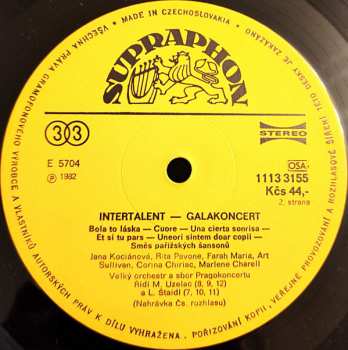 VŠECHNA PRÁVA GRAMOFONOVÉHO VÝROBCE A VLASTNÍKŮ AUTORSKÝCH PRÁV K DÍLU VYHRAŽENA. POŘIZOVÁNÍ KOPIÍ, VEŘEJNÉ PROVOZOVÁNÍ A ROZHLASOVÉ ŠÍŘENÍ TÉTO DESKY JE ZAKÁZÁNO
MADE IN CZECHOSLOVAKIA
SUPRAPHON
33
STEREO
E 5704
℗ 1982
OSA
1113 3155
Kčs 44,-
2. strana
INTERTALENT — GALAKONCERT
Bola to láska — Cuore — Una cierta sonrisa —
Et si tu pars — Uneori sintem doar copii —
Směs pařížských šansonů
Jana Kociánová, Rita Pavone, Farah Maria, Art
Sullivan, Corina Chiriac, Marlene Charell
Velký orchestr a sbor Pragokoncertu
Řídí M. Uzelac (8, 9, 12)
a L. Štaidl (7, 10, 11)
(Nahrávka Čs. rozhlasu)